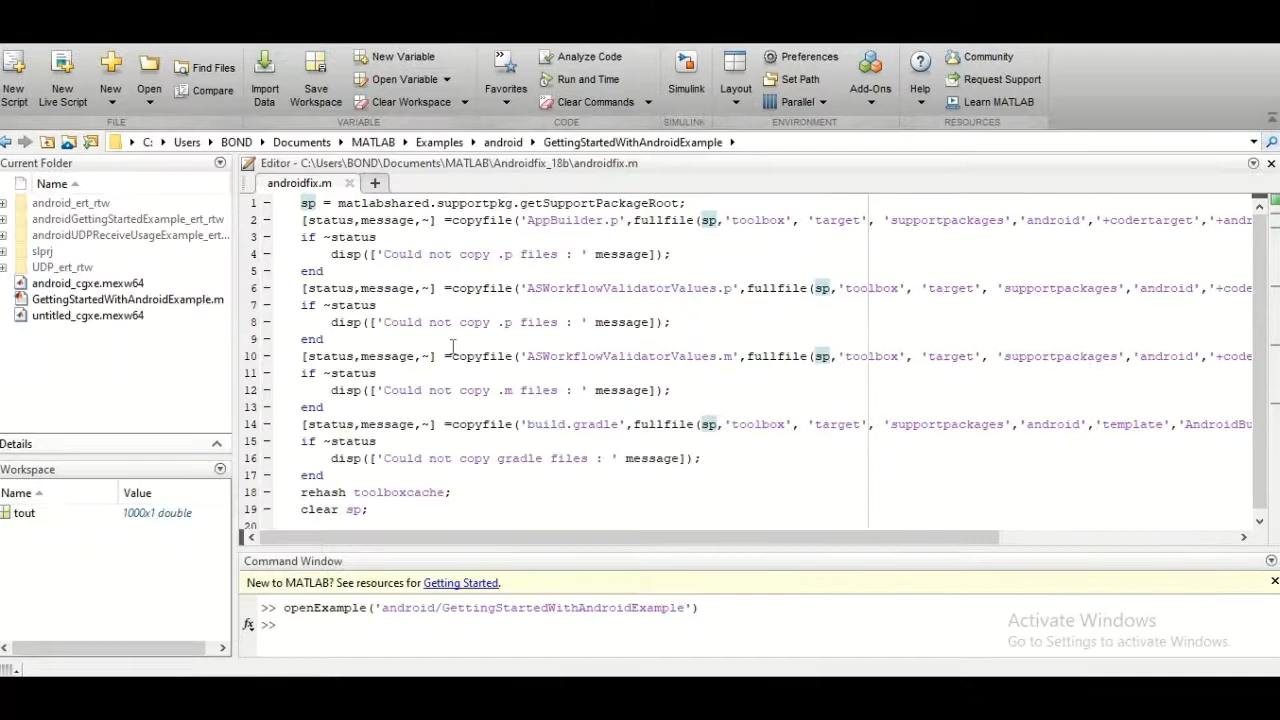 New Script
New Live Script
New
Open
Find Files
Compare
Import Data
Save Workspace
New Variable
Open Variable
Clear Workspace
Favorites
Analyze Code
Run and Time
Clear Commands
Simulink
Layout
Preferences
Set Path
Parallel
Add-Ons
Help
Community
Request Support
Learn MATLAB
FILE
VARIABLE
CODE
SIMULINK
ENVIRONMENT
RESOURCES
C: Users BOND Documents MATLAB Examples android GettingStartedWithAndroidExample
Current Folder
Name
android_ert_rtw
androidGettingStartedExample_ert_rtw
androidUDPReceiveUsageExample_ert...
slprj
UDP_ert_rtw
android_cgxe.mexw64
GettingStartedWithAndroidExample.m
untitled_cgxe.mexw64
Details
Workspace
Name Value
tout 1000x1 double
Editor - C:\Users\BOND\Documents\MATLAB\Androidfix_18b\androidfix.m
androidfix.m
1 - sp = matlabshared.supportpkg.getSupportPackageRoot;
2 - [status,message,~] =copyfile('AppBuilder.p',fullfile(sp,'toolbox', 'target', 'supportpackages','android','+codertarget','+andr
3 - if ~status
4 - disp(['Could not copy .p files : ' message]);
5 - end
6 - [status,message,~] =copyfile('ASWorkflowValidatorValues.p',fullfile(sp,'toolbox', 'target', 'supportpackages','android','+code
7 - if ~status
8 - disp(['Could not copy .p files : ' message]);
9 - end
10 - [status,message,~] =copyfile('ASWorkflowValidatorValues.m',fullfile(sp,'toolbox', 'target', 'supportpackages','android','+code
11 - if ~status
12 - disp(['Could not copy .m files : ' message]);
13 - end
14 - [status,message,~] =copyfile('build.gradle',fullfile(sp,'toolbox', 'target', 'supportpackages','android','template','AndroidBu
15 - if ~status
16 - disp(['Could not copy gradle files : ' message]);
17 - end
18 - rehash toolboxcache;
19 - clear sp;
20
Command Window
New to MATLAB? See resources for Getting Started.
>> openExample('android/GettingStartedWithAndroidExample')
fx >>
Activate Windows
Go to Settings to activate Windows.